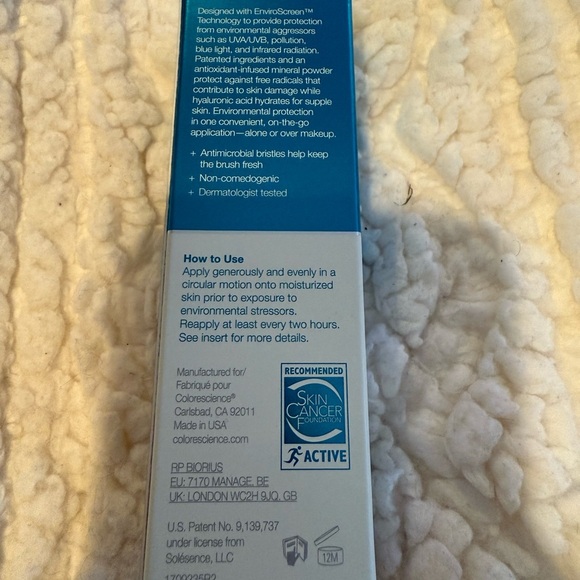 Designed with EnviroScreen™
Technology to provide protection
from environmental aggressors
such as UVA/UVB, pollution,
blue light, and infrared radiation.
Patented ingredients and an
antioxidant-infused mineral powder
protect against free radicals that
contribute to skin damage while
hyaluronic acid hydrates for supple
skin. Environmental protection
in one convenient, on-the-go
application—alone or over makeup.
+ Antimicrobial bristles help keep
the brush fresh
+ Non-comedogenic
+ Dermatologist tested
How to Use
Apply generously and evenly in a
circular motion onto moisturized
skin prior to exposure to
environmental stressors.
Reapply at least every two hours.
See insert for more details.
Manufactured for/
Fabriqué pour
Colorescience®
Carlsbad, CA 92011
Made in USA
colorescience.com
RECOMMENDED
SKIN
CANCER
FOUNDATION
ACTIVE
RP BIORIUS
EU: 7170 MANAGE, BE
UK: LONDON WC2H 9JQ, GB
U.S. Patent No. 9,139,737
under license from
Solésence, LLC
12M